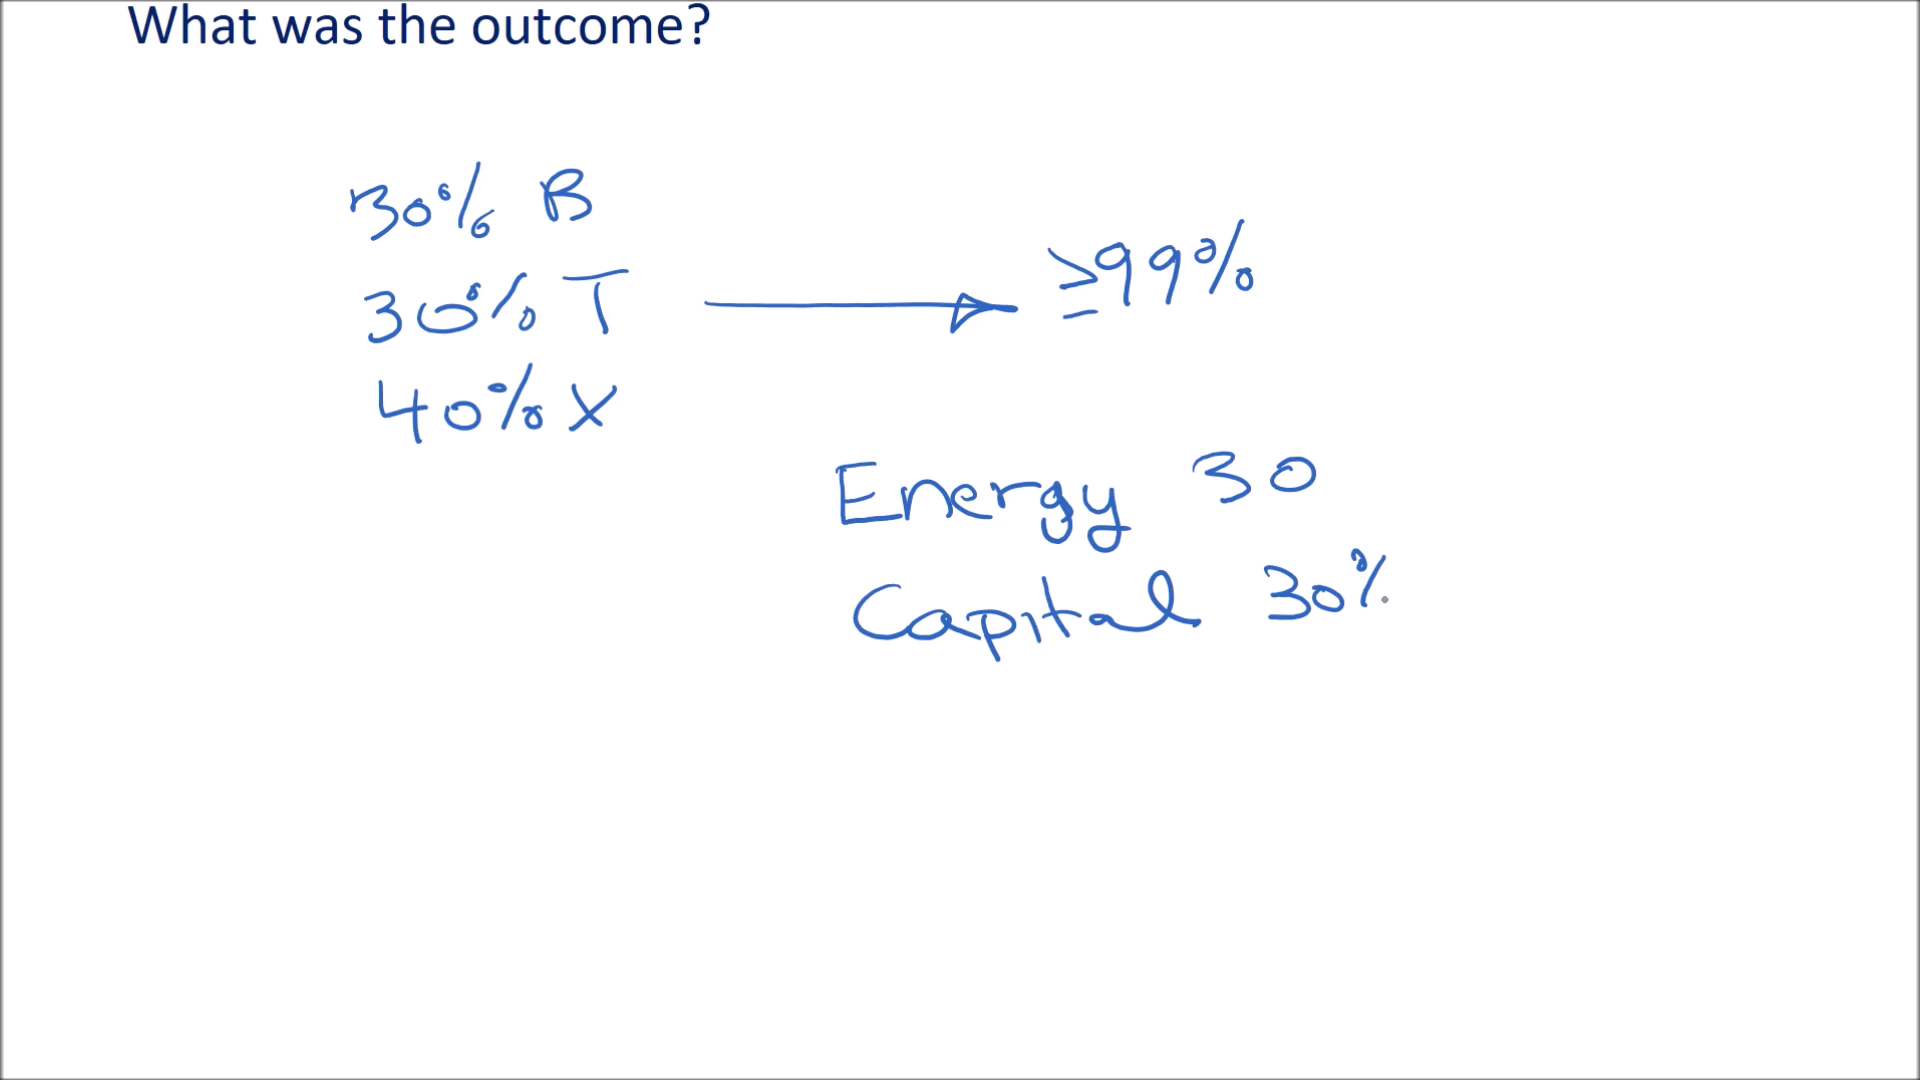 What was the outcome?
30% B
30% T
40% X
≥99%
Energy 30
Capital 30%